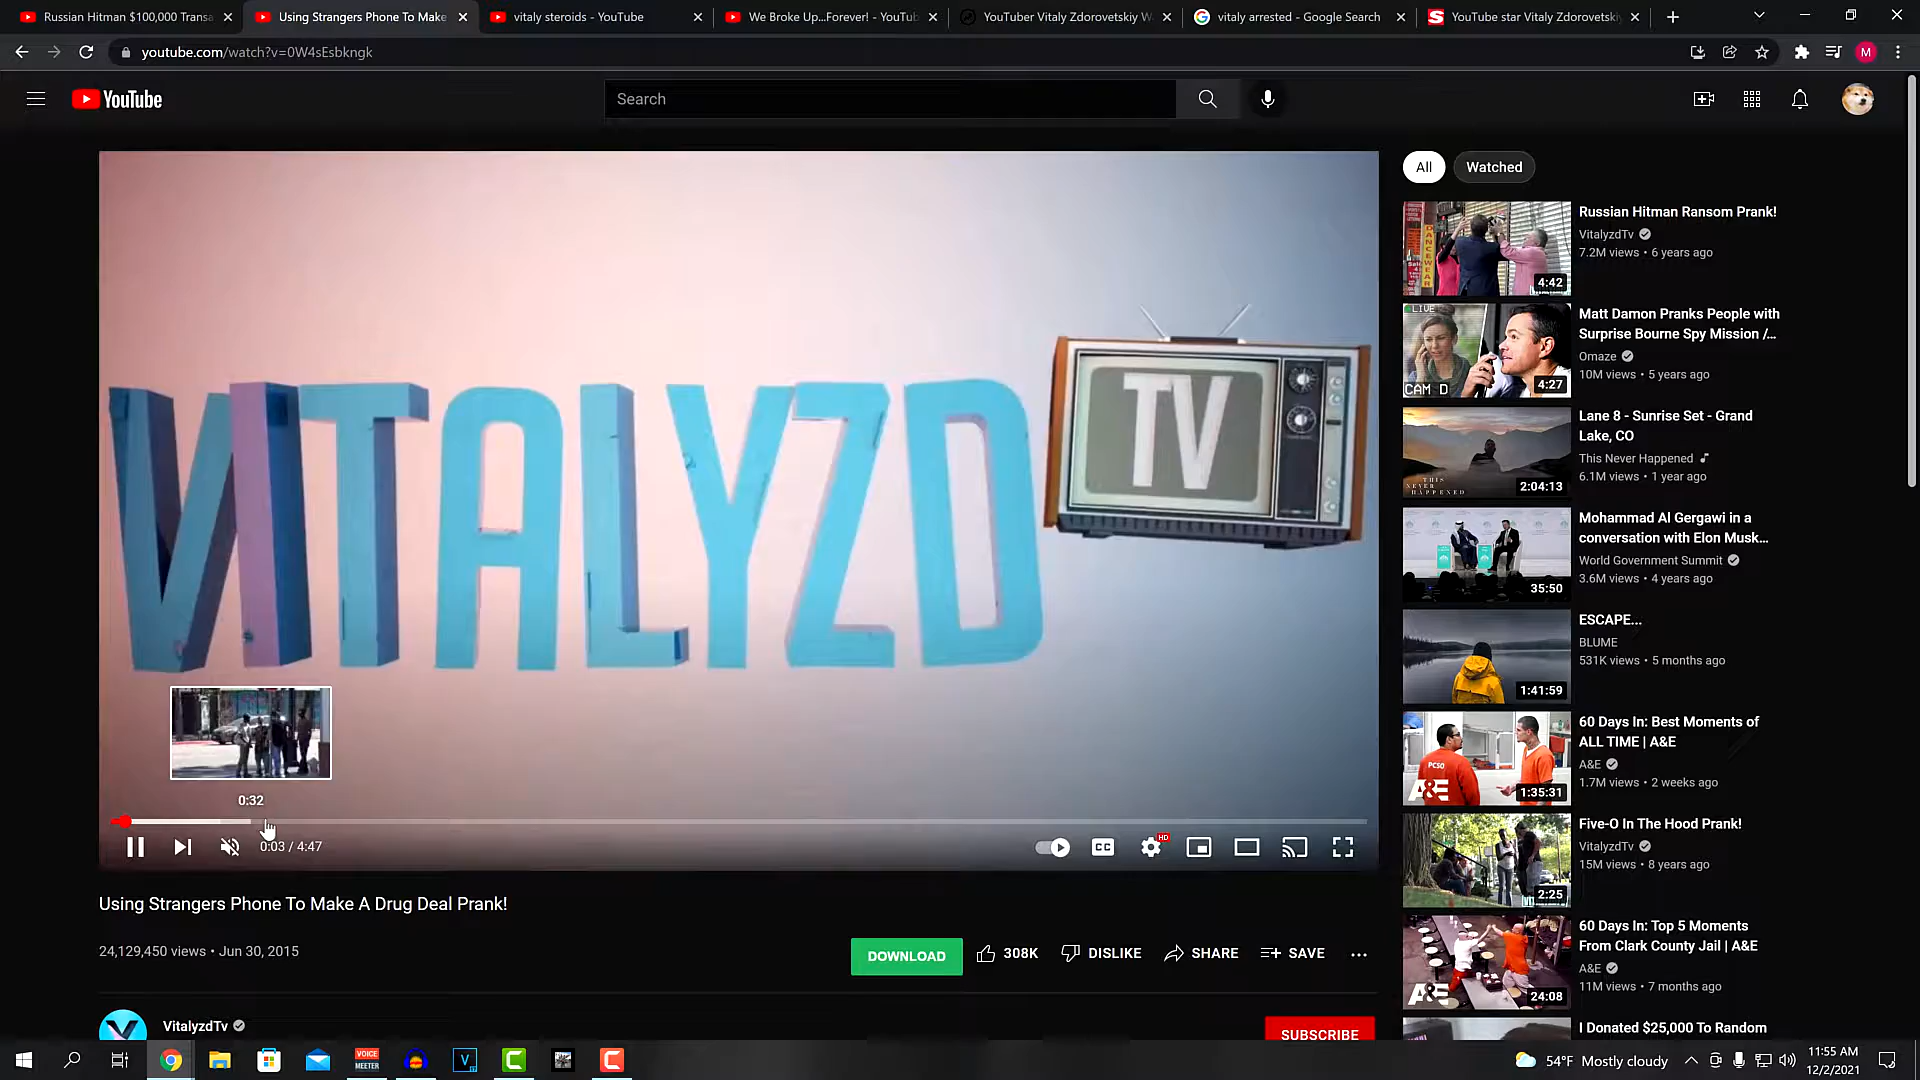 Russian Hitman $100,000 Transa
Using Strangers Phone To Make
vitaly steroids - YouTube
We Broke Up...Forever! - YouTub
YouTuber Vitaly Zdorovetskiy W
vitaly arrested - Google Search
YouTube star Vitaly Zdorovetski
youtube.com/watch?v=0W4sEsbkngk
M
YouTube
Search
All
Watched
VITALYZD
TV
0:32
0:03 / 4:47
CC
HD
Using Strangers Phone To Make A Drug Deal Prank!
24,129,450 views • Jun 30, 2015
DOWNLOAD
308K
DISLIKE
SHARE
SAVE
VitalyzdTv
SUBSCRIBE
Russian Hitman Ransom Prank!
VitalyzdTv
7.2M views • 6 years ago
DANCEWEAR
4:42
LIVE
Matt Damon Pranks People with
Surprise Bourne Spy Mission /...
Omaze
10M views • 5 years ago
CAM D
4:27
Lane 8 - Sunrise Set - Grand
Lake, CO
This Never Happened
6.1M views • 1 year ago
THIS
NEVER
HAPPENED
2:04:13
Mohammad Al Gergawi in a
conversation with Elon Musk...
World Government Summit
3.6M views • 4 years ago
35:50
ESCAPE...
BLUME
531K views • 5 months ago
1:41:59
60 Days In: Best Moments of
ALL TIME | A&E
A&E
1.7M views • 2 weeks ago
PCSO
A&E
1:35:31
Five-O In The Hood Prank!
VitalyzdTv
15M views • 8 years ago
2:25
60 Days In: Top 5 Moments
From Clark County Jail | A&E
A&E
11M views • 7 months ago
A&E
24:08
I Donated $25,000 To Random
VOICE
MEETER
V
54°F Mostly cloudy
11:55 AM
12/2/2021